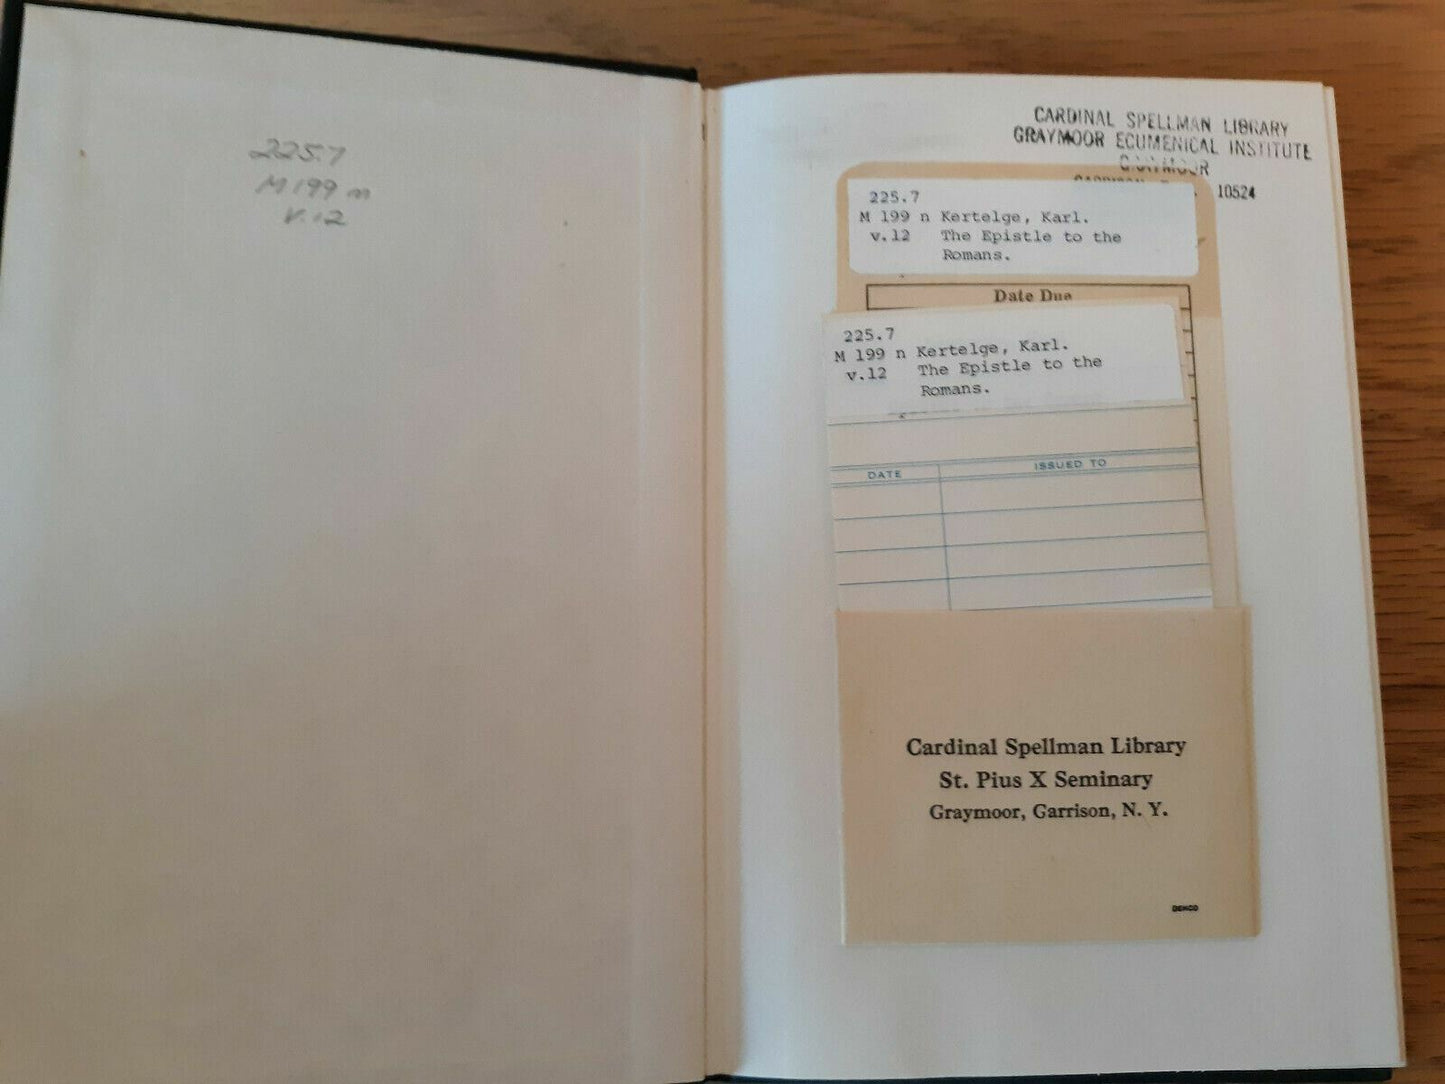 225.7
M 199 n
V.12
CARDINAL SPELLMAN LIBRARY
GRAYMOOR ECUMENICAL INSTITUTE
GRAYMOOR
10524
225.7
M 199 n Kertelge, Karl.
v.12 The Epistle to the
Romans.
Date Due
225.7
M 199 n Kertelge, Karl.
v.12 The Epistle to the
Romans.
DATE ISSUED TO
Cardinal Spellman Library
St. Pius X Seminary
Graymoor, Garrison, N. Y.
DEMCO